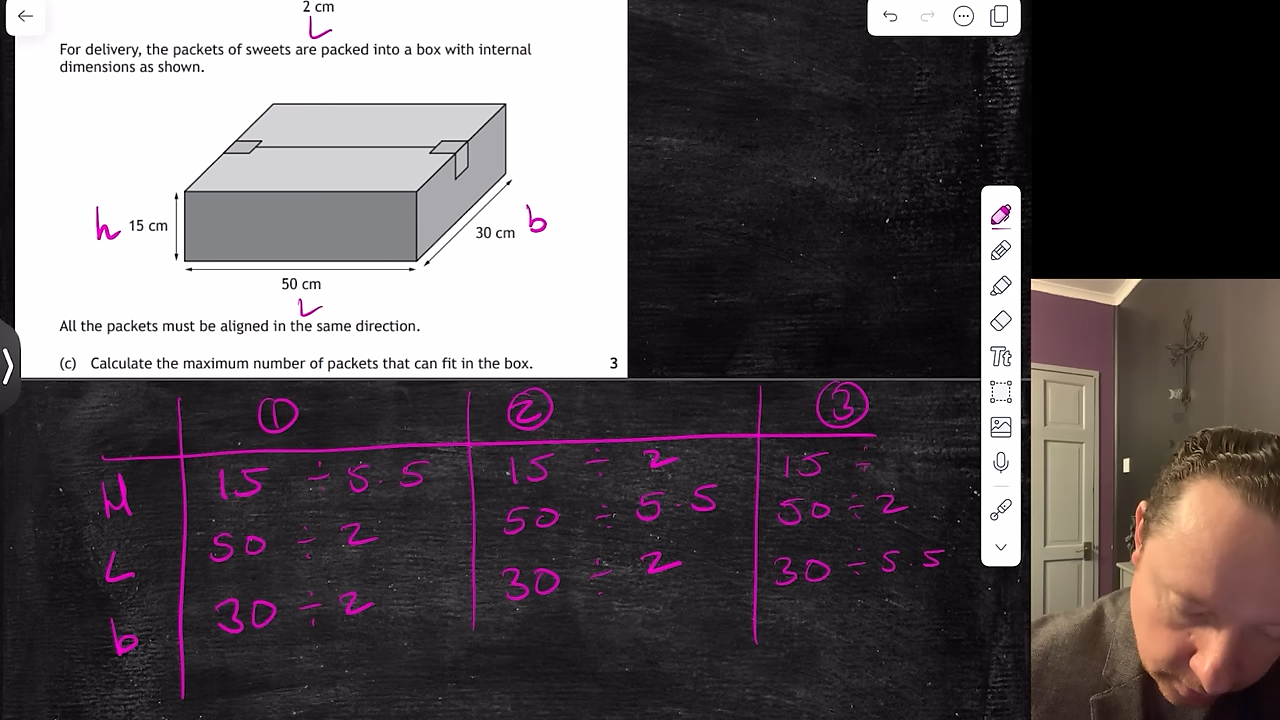 2 cm
L
For delivery, the packets of sweets are packed into a box with internal
dimensions as shown.
h 15 cm
30 cm b
50 cm
L
All the packets must be aligned in the same direction.
(c) Calculate the maximum number of packets that can fit in the box. 3
① ② ③
H 15 ÷ 5.5 15 ÷ 2 15 ÷
L 50 ÷ 2 50 ÷ 5.5 50 ÷ 2
b 30 ÷ 2 30 ÷ 2 30 ÷ 5.5
Tt